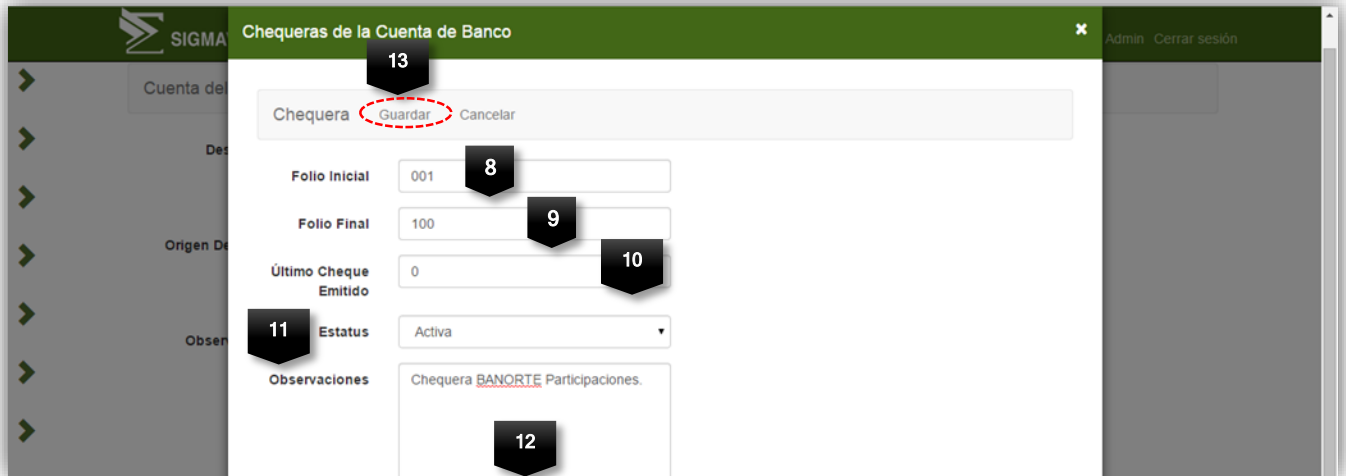 SIGMA
Chequeras de la Cuenta de Banco
Admin Cerrar sesión
13
Cuenta del
Chequera Guardar Cancelar
Des
Folio Inicial 001 8
Folio Final 100 9
Origen De
10
Último Cheque 0
Emitido
11 Estatus Activa
Obser
Observaciones Chequera BANORTE Participaciones.
12